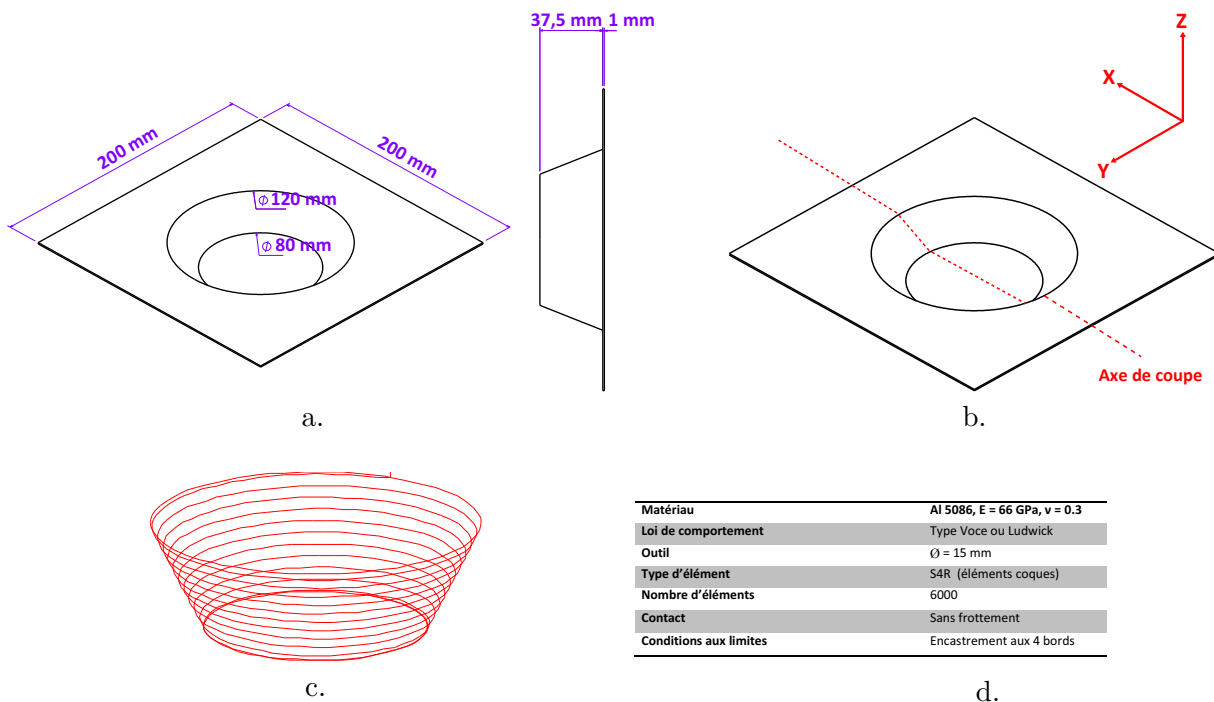 37,5 mm 1 mm
200 mm
200 mm
ϕ 120 mm
ϕ 80 mm
a.
Z
X
Y
Axe de coupe
b.
c.
Matériau Al 5086, E = 66 GPa, ν = 0.3
Loi de comportement Type Voce ou Ludwick
Outil Ø = 15 mm
Type d’élément S4R (éléments coques)
Nombre d’éléments 6000
Contact Sans frottement
Conditions aux limites Encastrement aux 4 bords
d.